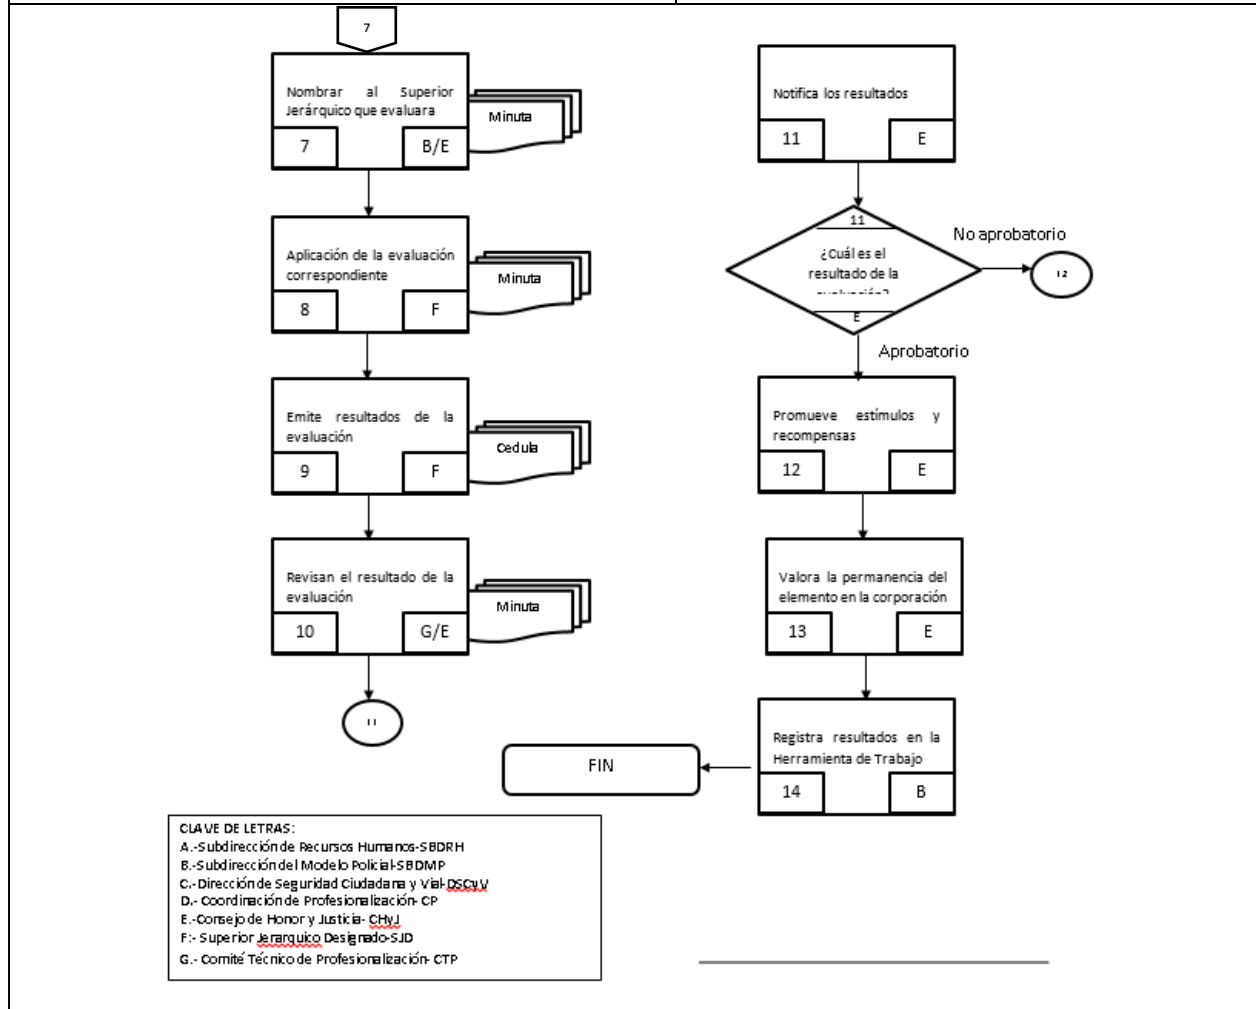 7
Nombrar al Superior
Jerárquico que evaluara
7
B/E
Minuta
Aplicación de la evaluación
correspondiente
8
F
Minuta
Emite resultados de la
evaluación
9
F
Cedula
Revisan el resultado de la
evaluación
10
G/E
Minuta
11
Notifica los resultados
11
E
11
¿Cuál es el
resultado de la
evaluación?
E
No aprobatorio
12
Aprobatorio
Promueve estímulos y
recompensas
12
E
Valora la permanencia del
elemento en la corporación
13
E
Registra resultados en la
Herramienta de Trabajo
14
B
FIN
CLAVE DE LETRAS:
A.-Subdirección de Recursos Humanos-SBDRH
B.-Subdirección del Modelo Policial-SBDMP
C.-Dirección de Seguridad Ciudadana y Vial-DSCyV
D.- Coordinación de Profesionalización- CP
E.-Consejo de Honor y Justicia- CHyJ
F:- Superior Jerarquico Designado-SJD
G.- Comité Técnico de Profesionalización- CTP